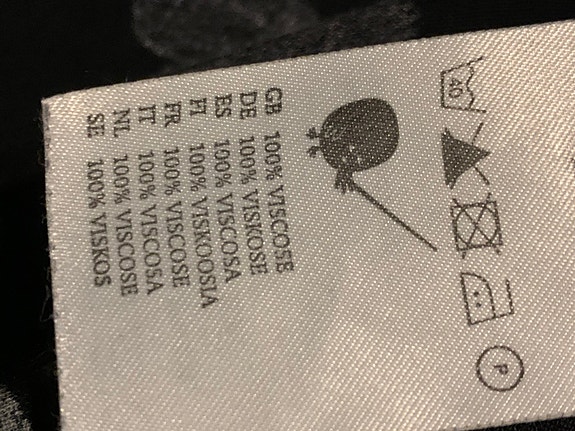 40
P
GB 100% VISCOSE
DE 100% VISKOSE
ES 100% VISCOSA
FI 100% VISKOOSIA
FR 100% VISCOSE
IT 100% VISCOSA
NL 100% VISCOSE
SE 100% VISKOS